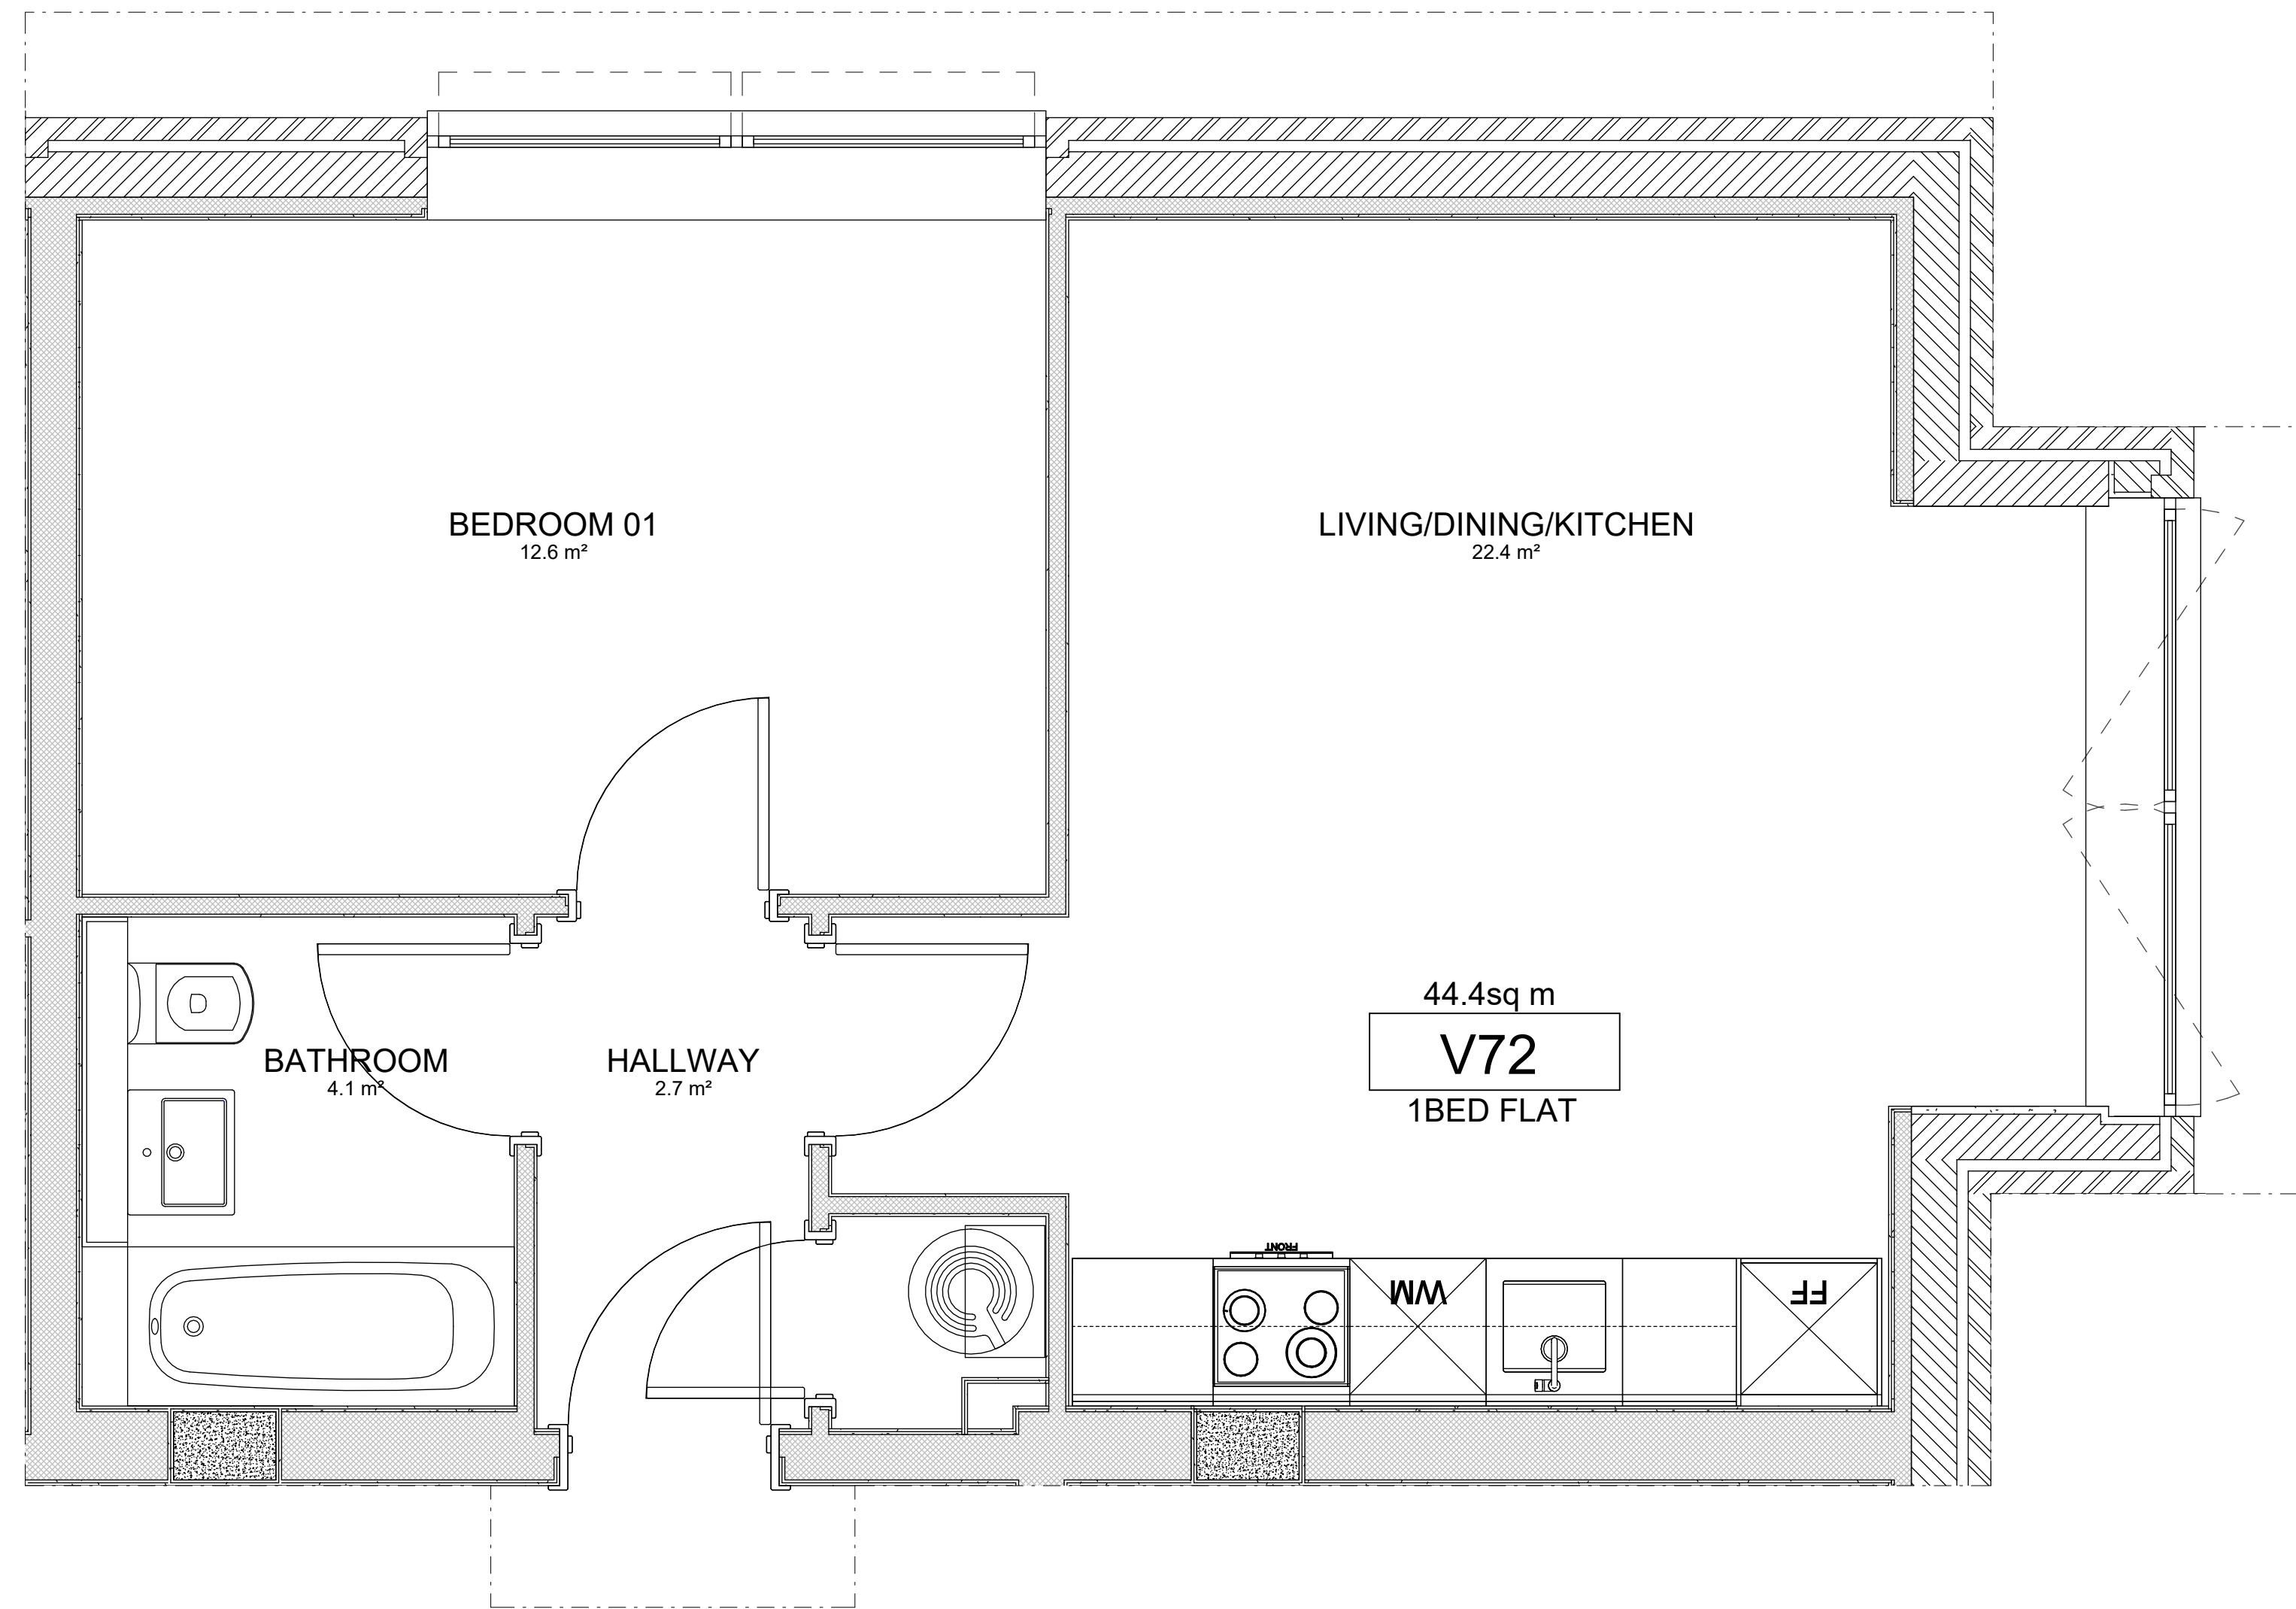 BEDROOM 01
12.6 m²
LIVING/DINING/KITCHEN
22.4 m²
44.4sq m
V72
1BED FLAT
BATHROOM
4.1 m²
HALLWAY
2.7 m²
FRONT
WM
FF